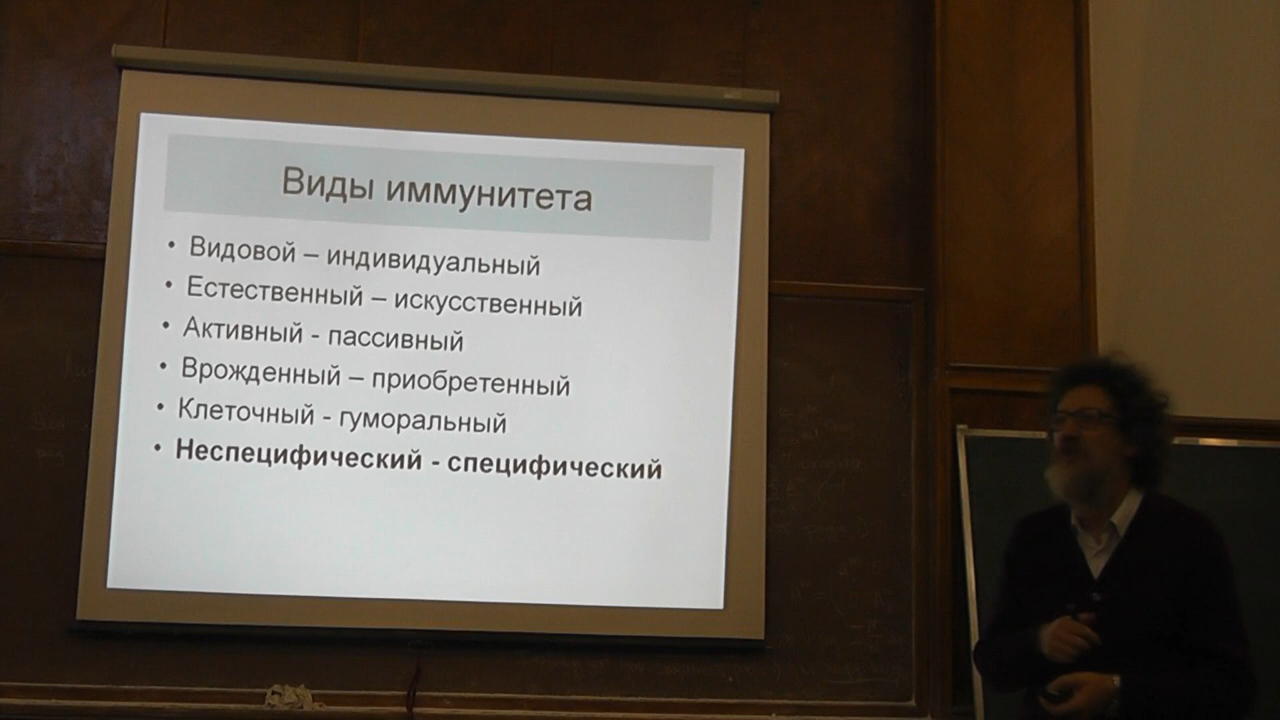 Виды иммунитета
• Видовой – индивидуальный
• Естественный – искусственный
• Активный - пассивный
• Врожденный – приобретенный
• Клеточный - гуморальный
• Неспецифический - специфический